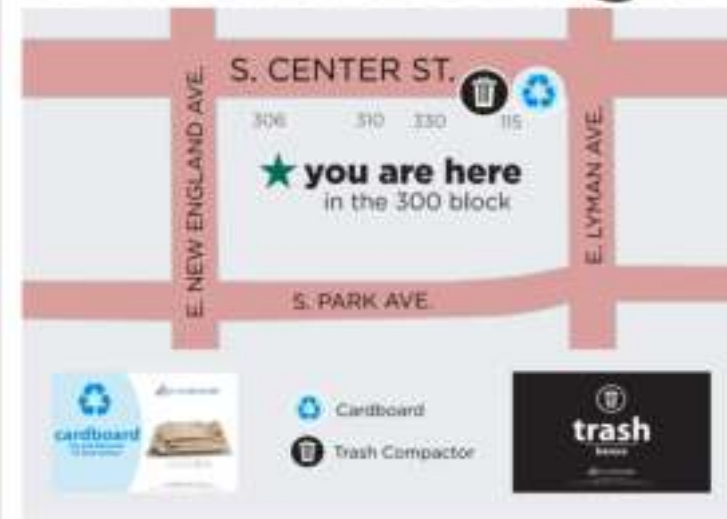 S. CENTER ST.
306 310 330 115
E. NEW ENGLAND AVE.
E. LYMAN AVE.
you are here
in the 300 block
S. PARK AVE.
cardboard
Cardboard
Trash Compactor
trash